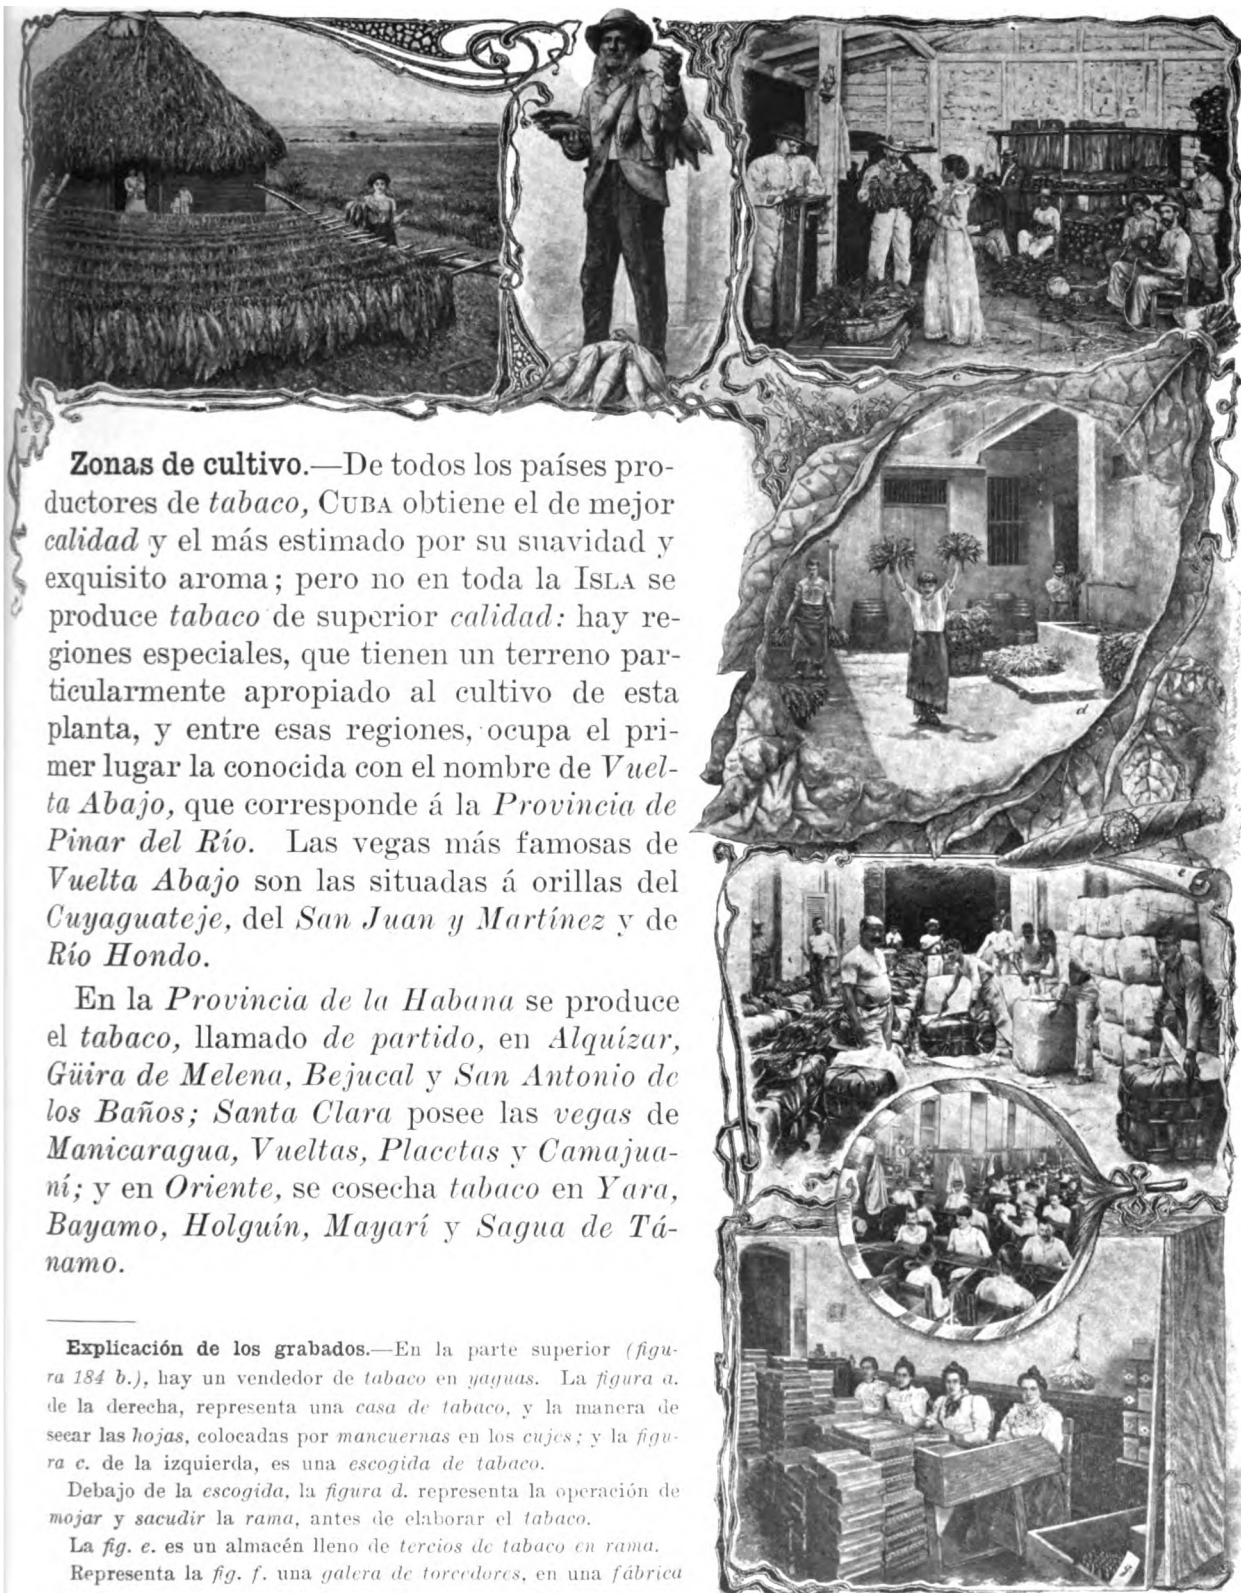 Zonas de cultivo.—De todos los países pro-
ductores de tabaco, CUBA obtiene el de mejor
calidad y el más estimado por su suavidad y
exquisito aroma; pero no en toda la ISLA se
produce tabaco de superior calidad: hay re-
giones especiales, que tienen un terreno par-
ticularmente apropiado al cultivo de esta
planta, y entre esas regiones, ocupa el pri-
mer lugar la conocida con el nombre de Vuel-
ta Abajo, que corresponde á la Provincia de
Pinar del Río. Las vegas más famosas de
Vuelta Abajo son las situadas á orillas del
Cuyaguateje, del San Juan y Martínez y de
Río Hondo.
En la Provincia de la Habana se produce
el tabaco, llamado de partido, en Alquízar,
Güira de Melena, Bejucal y San Antonio de
los Baños; Santa Clara posee las vegas de
Manicaragua, Vueltas, Placetas y Camajua-
ní; y en Oriente, se cosecha tabaco en Yara,
Bayamo, Holguín, Mayarí y Sagua de Tá-
namo.
Explicación de los grabados.—En la parte superior (figu-
ra 184 b.), hay un vendedor de tabaco en yaguas. La figura a.
de la derecha, representa una casa de tabaco, y la manera de
secar las hojas, colocadas por mancuernas en los cujes; y la figu-
ra c. de la izquierda, es una escogida de tabaco.
Debajo de la escogida, la figura d. representa la operación de
mojar y sacudir la rama, antes de elaborar el tabaco.
La fig. e. es un almacén lleno de tercios de tabaco en rama.
Representa la fig. f. una galera de torcedores, en una fábrica
c
d
e